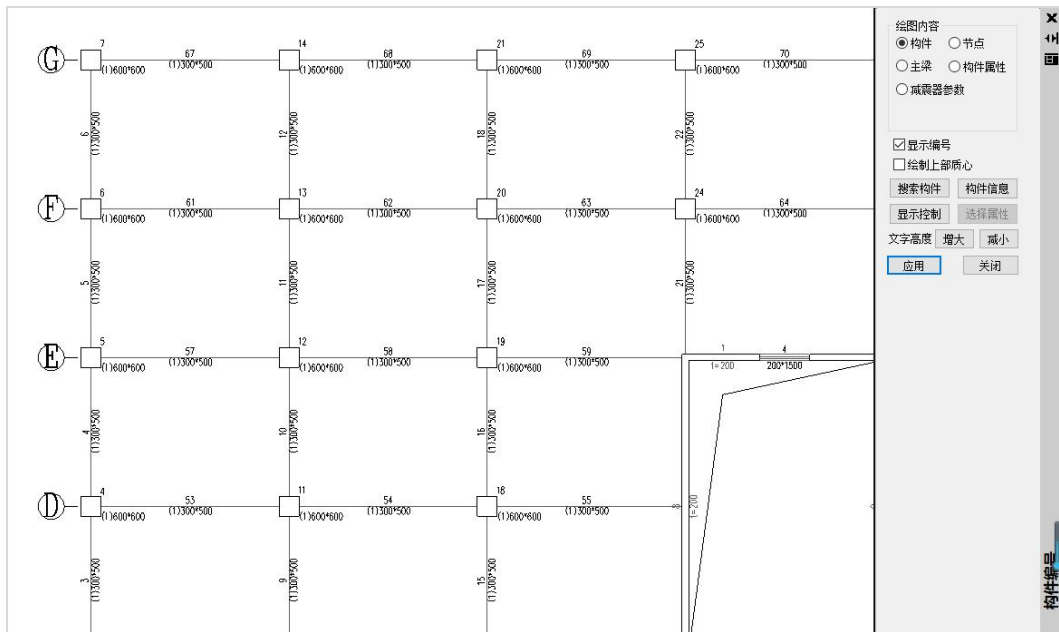 7 14 21 25
67 68 69 70
G
(1)300*500 (1)300*500 (1)300*500 (1)300*500
(1)600*600 (1)600*600 (1)600*600 (1)600*600
6 (1)300*500 12 (1)300*500 18 (1)300*500 22 (1)300*500
6 13 20 24
61 62 63 64
F
(1)300*500 (1)300*500 (1)300*500 (1)300*500
(1)600*600 (1)600*600 (1)600*600 (1)600*600
5 (1)300*500 11 (1)300*500 17 (1)300*500 21 (1)300*500
5 12 19 1 4
57 58 59
E
(1)300*500 (1)300*500 (1)300*500
(1)600*600 (1)600*600 (1)600*600 t=200 200*1500
4 (1)300*500 10 (1)300*500 16 (1)300*500
4 11 18
53 54 55
D
t=200
(1)300*500 (1)300*500 (1)300*500
(1)600*600 (1)600*600 (1)600*600
3 (1)300*500 9 (1)300*500 15 (1)300*500
绘图内容
构件 节点
主梁 构件属性
减震器参数
显示编号
绘制上部质心
搜索构件 构件信息
显示控制 选择属性
文字高度 增大 减小
应用 关闭
构件编号